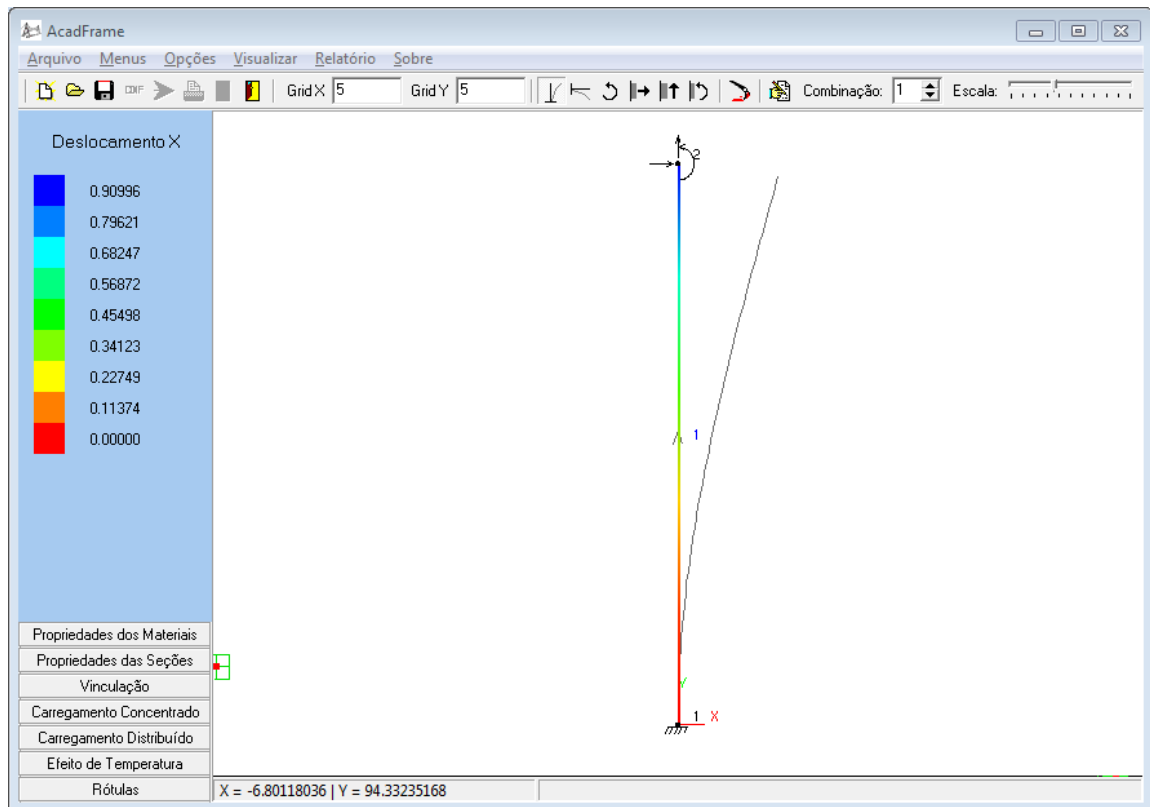 AcadFrame
Arquivo Menus Opções Visualizar Relatório Sobre
DXF Grid X 5 Grid Y 5 Combinação: 1 Escala:
Deslocamento X
0.90996
0.79621
0.68247
0.56872
0.45498
0.34123
0.22749
0.11374
0.00000
2
1
1 X
Propriedades dos Materiais
Propriedades das Seções
Vinculação
Carregamento Concentrado
Carregamento Distribuído
Efeito de Temperatura
Rótulas
X = -6.80118036 | Y = 94.33235168